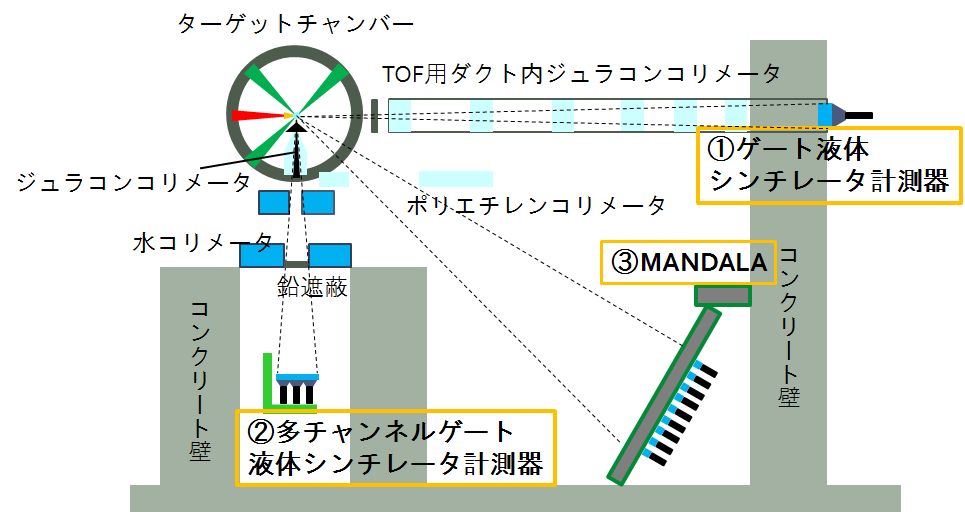 ターゲットチャンバー
TOF用ダクト内ジュラコンコリメータ
①ゲート液体
シンチレータ計測器
ジュラコンコリメータ
ポリエチレンコリメータ
水コリメータ
③MANDALA
鉛遮蔽
コンクリート壁
コンクリート壁
②多チャンネルゲート
液体シンチレータ計測器